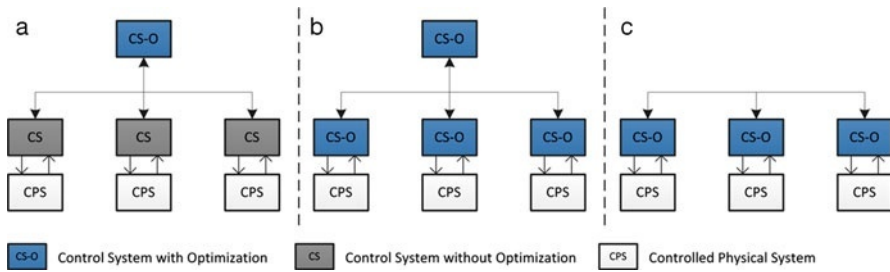 a b c
CS-O CS-O
CS CS CS CS-O CS-O CS-O CS-O CS-O CS-O
CPS CPS CPS CPS CPS CPS CPS CPS CPS
CS-O Control System with Optimization CS Control System without Optimization CPS Controlled Physical System